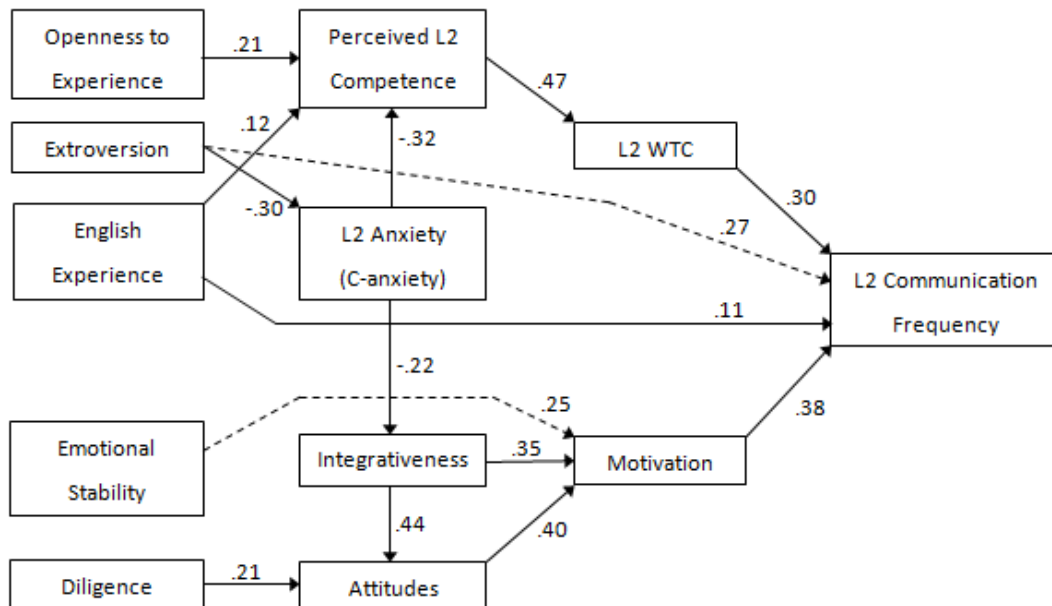 Openness to
Experience
.21
Perceived L2
Competence
.47
.12
Extroversion
-.32
L2 WTC
-.30
.30
English
Experience
L2 Anxiety
(C-anxiety)
.27
L2 Communication
Frequency
.11
-.22
.25
.38
Emotional
Stability
Integrativeness
.35
Motivation
.44
.40
Diligence
.21
Attitudes